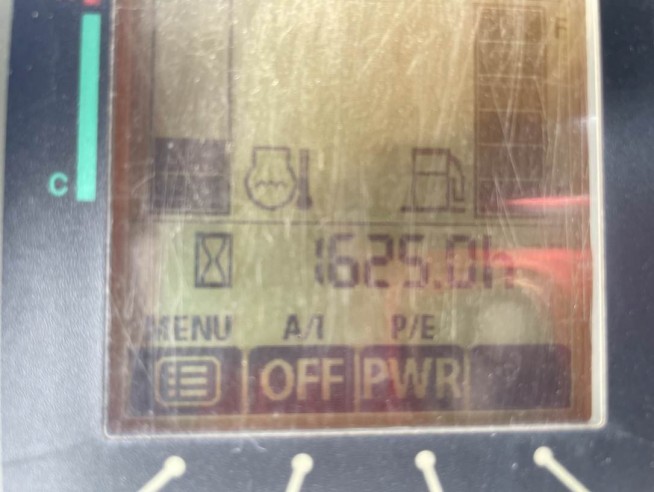 F
C
1625.0h
MENU A/I P/E
OFF PWR